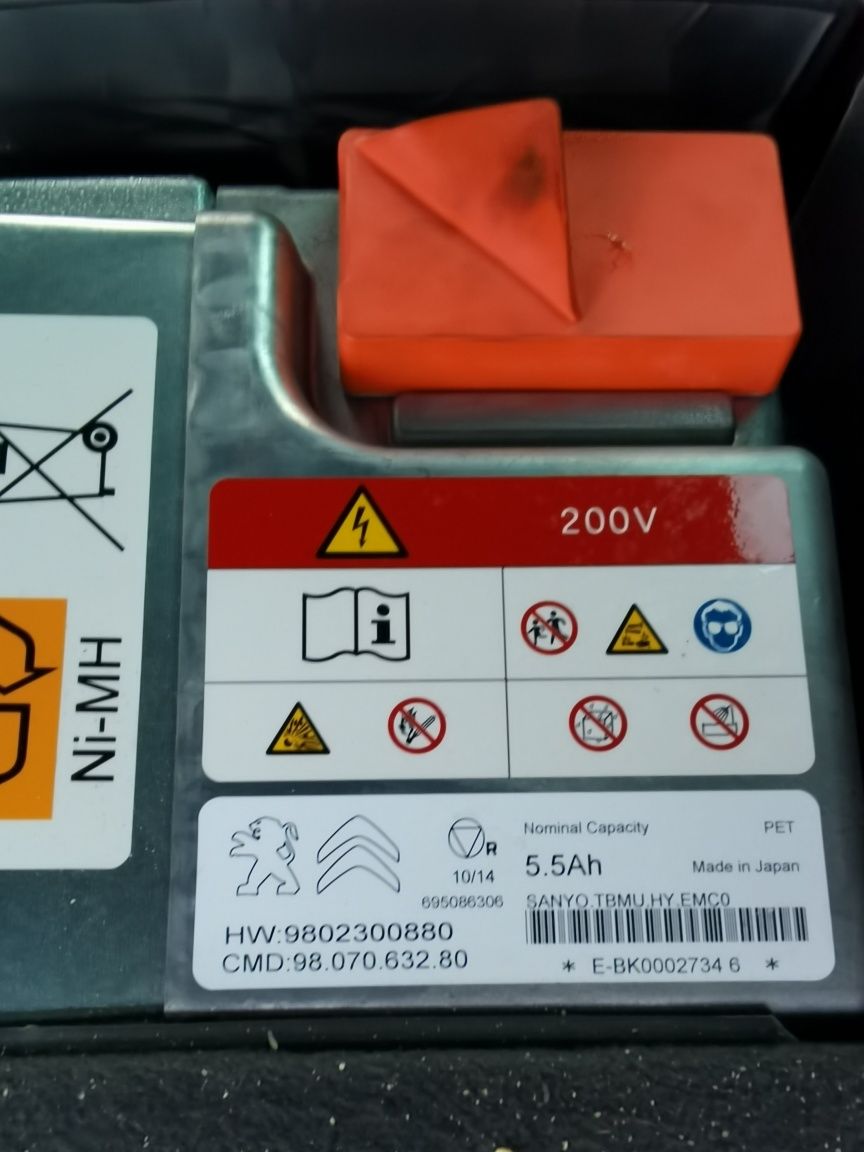 200V
Ni-MH
R
10/14
695086306
Nominal Capacity
PET
5.5Ah
Made in Japan
SANYO.TBMU.HY.EMC0
HW:9802300880
CMD:98.070.632.80
* E-BK0002734 6 *